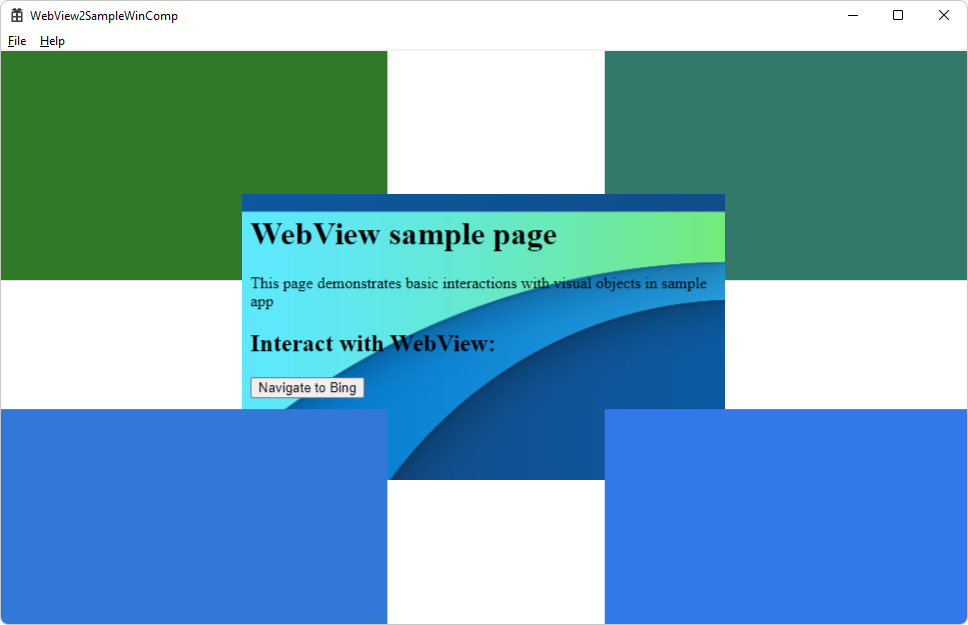 WebView2SampleWinComp
File Help
WebView sample page
This page demonstrates basic interactions with visual objects in sample
app
Interact with WebView:
Navigate to Bing